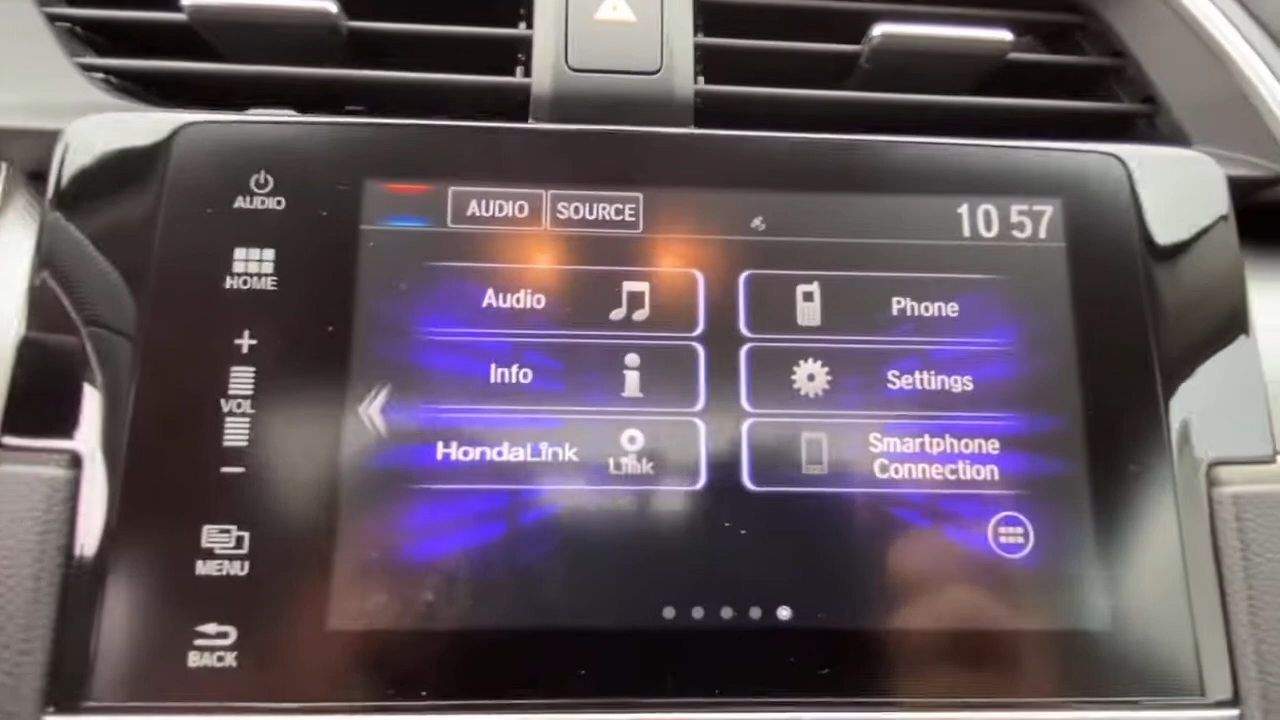 AUDIO
HOME
VOL
MENU
BACK
AUDIO SOURCE 10 57
Audio
Phone
Info
Settings
HondaLink
Link
Smartphone
Connection